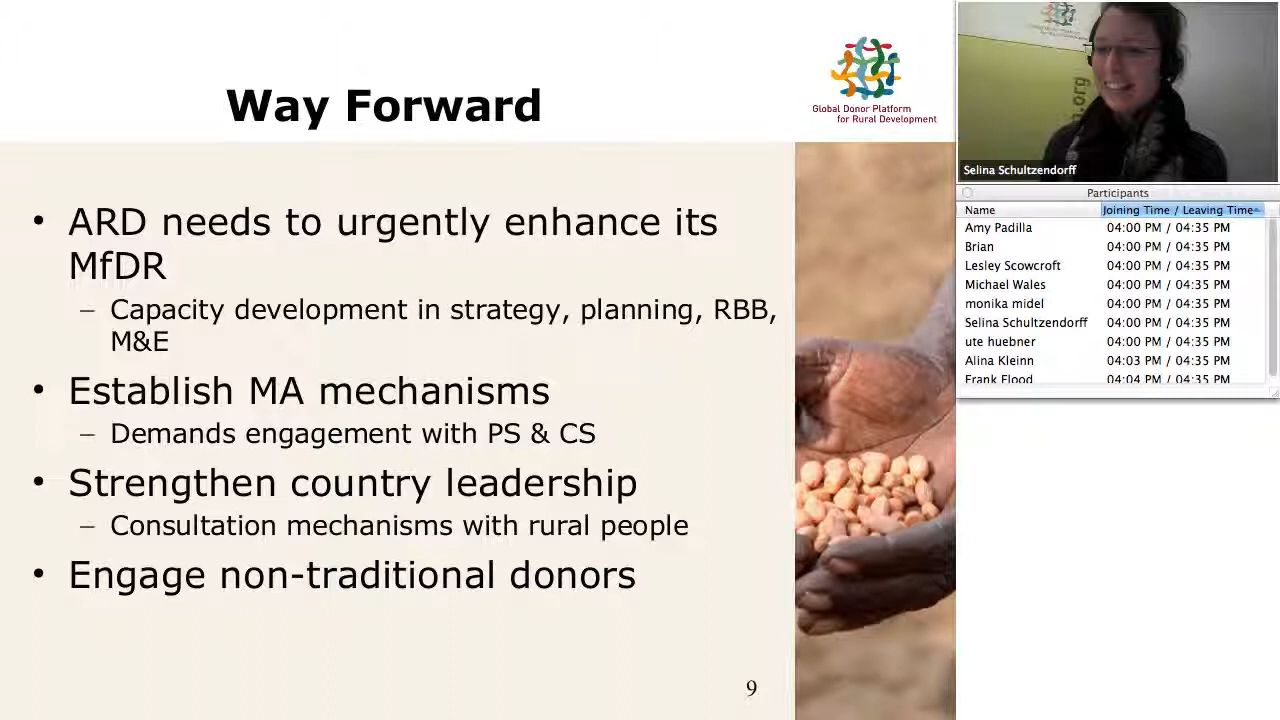 Way Forward
Global Donor Platform
for Rural Development
• ARD needs to urgently enhance its
MfDR
– Capacity development in strategy, planning, RBB,
M&E
• Establish MA mechanisms
– Demands engagement with PS & CS
• Strengthen country leadership
– Consultation mechanisms with rural people
• Engage non-traditional donors
9
.org
Selina Schultzendorff
Participants
Name Joining Time / Leaving Time
Amy Padilla 04:00 PM / 04:35 PM
Brian 04:00 PM / 04:35 PM
Lesley Scowcroft 04:00 PM / 04:35 PM
Michael Wales 04:00 PM / 04:35 PM
monika midel 04:00 PM / 04:35 PM
Selina Schultzendorff 04:00 PM / 04:35 PM
ute huebner 04:00 PM / 04:35 PM
Alina Kleinn 04:03 PM / 04:35 PM
Frank Flood 04:04 PM / 04:35 PM